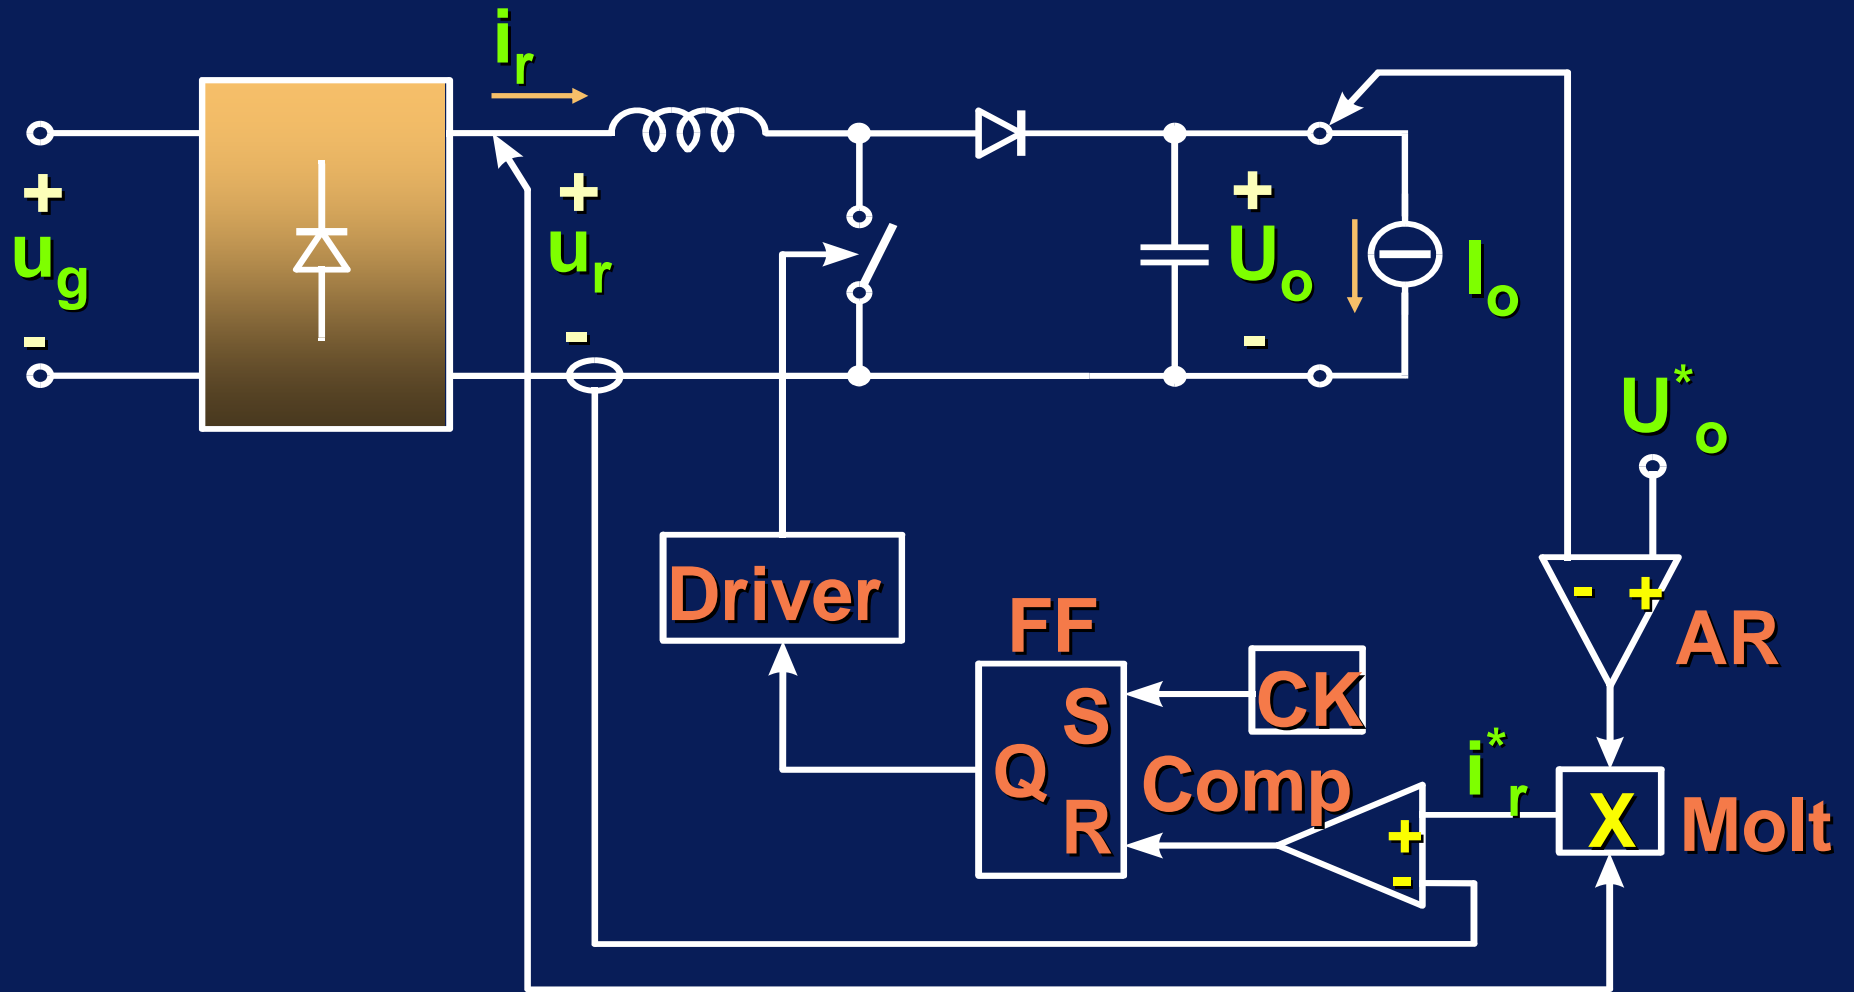 ir
+
ug
-
+
ur
-
+
Uo
-
Io
U*o
- +
AR
Driver
FF
S
Q
R
CK
Comp
+
-
i*r
X
Molt